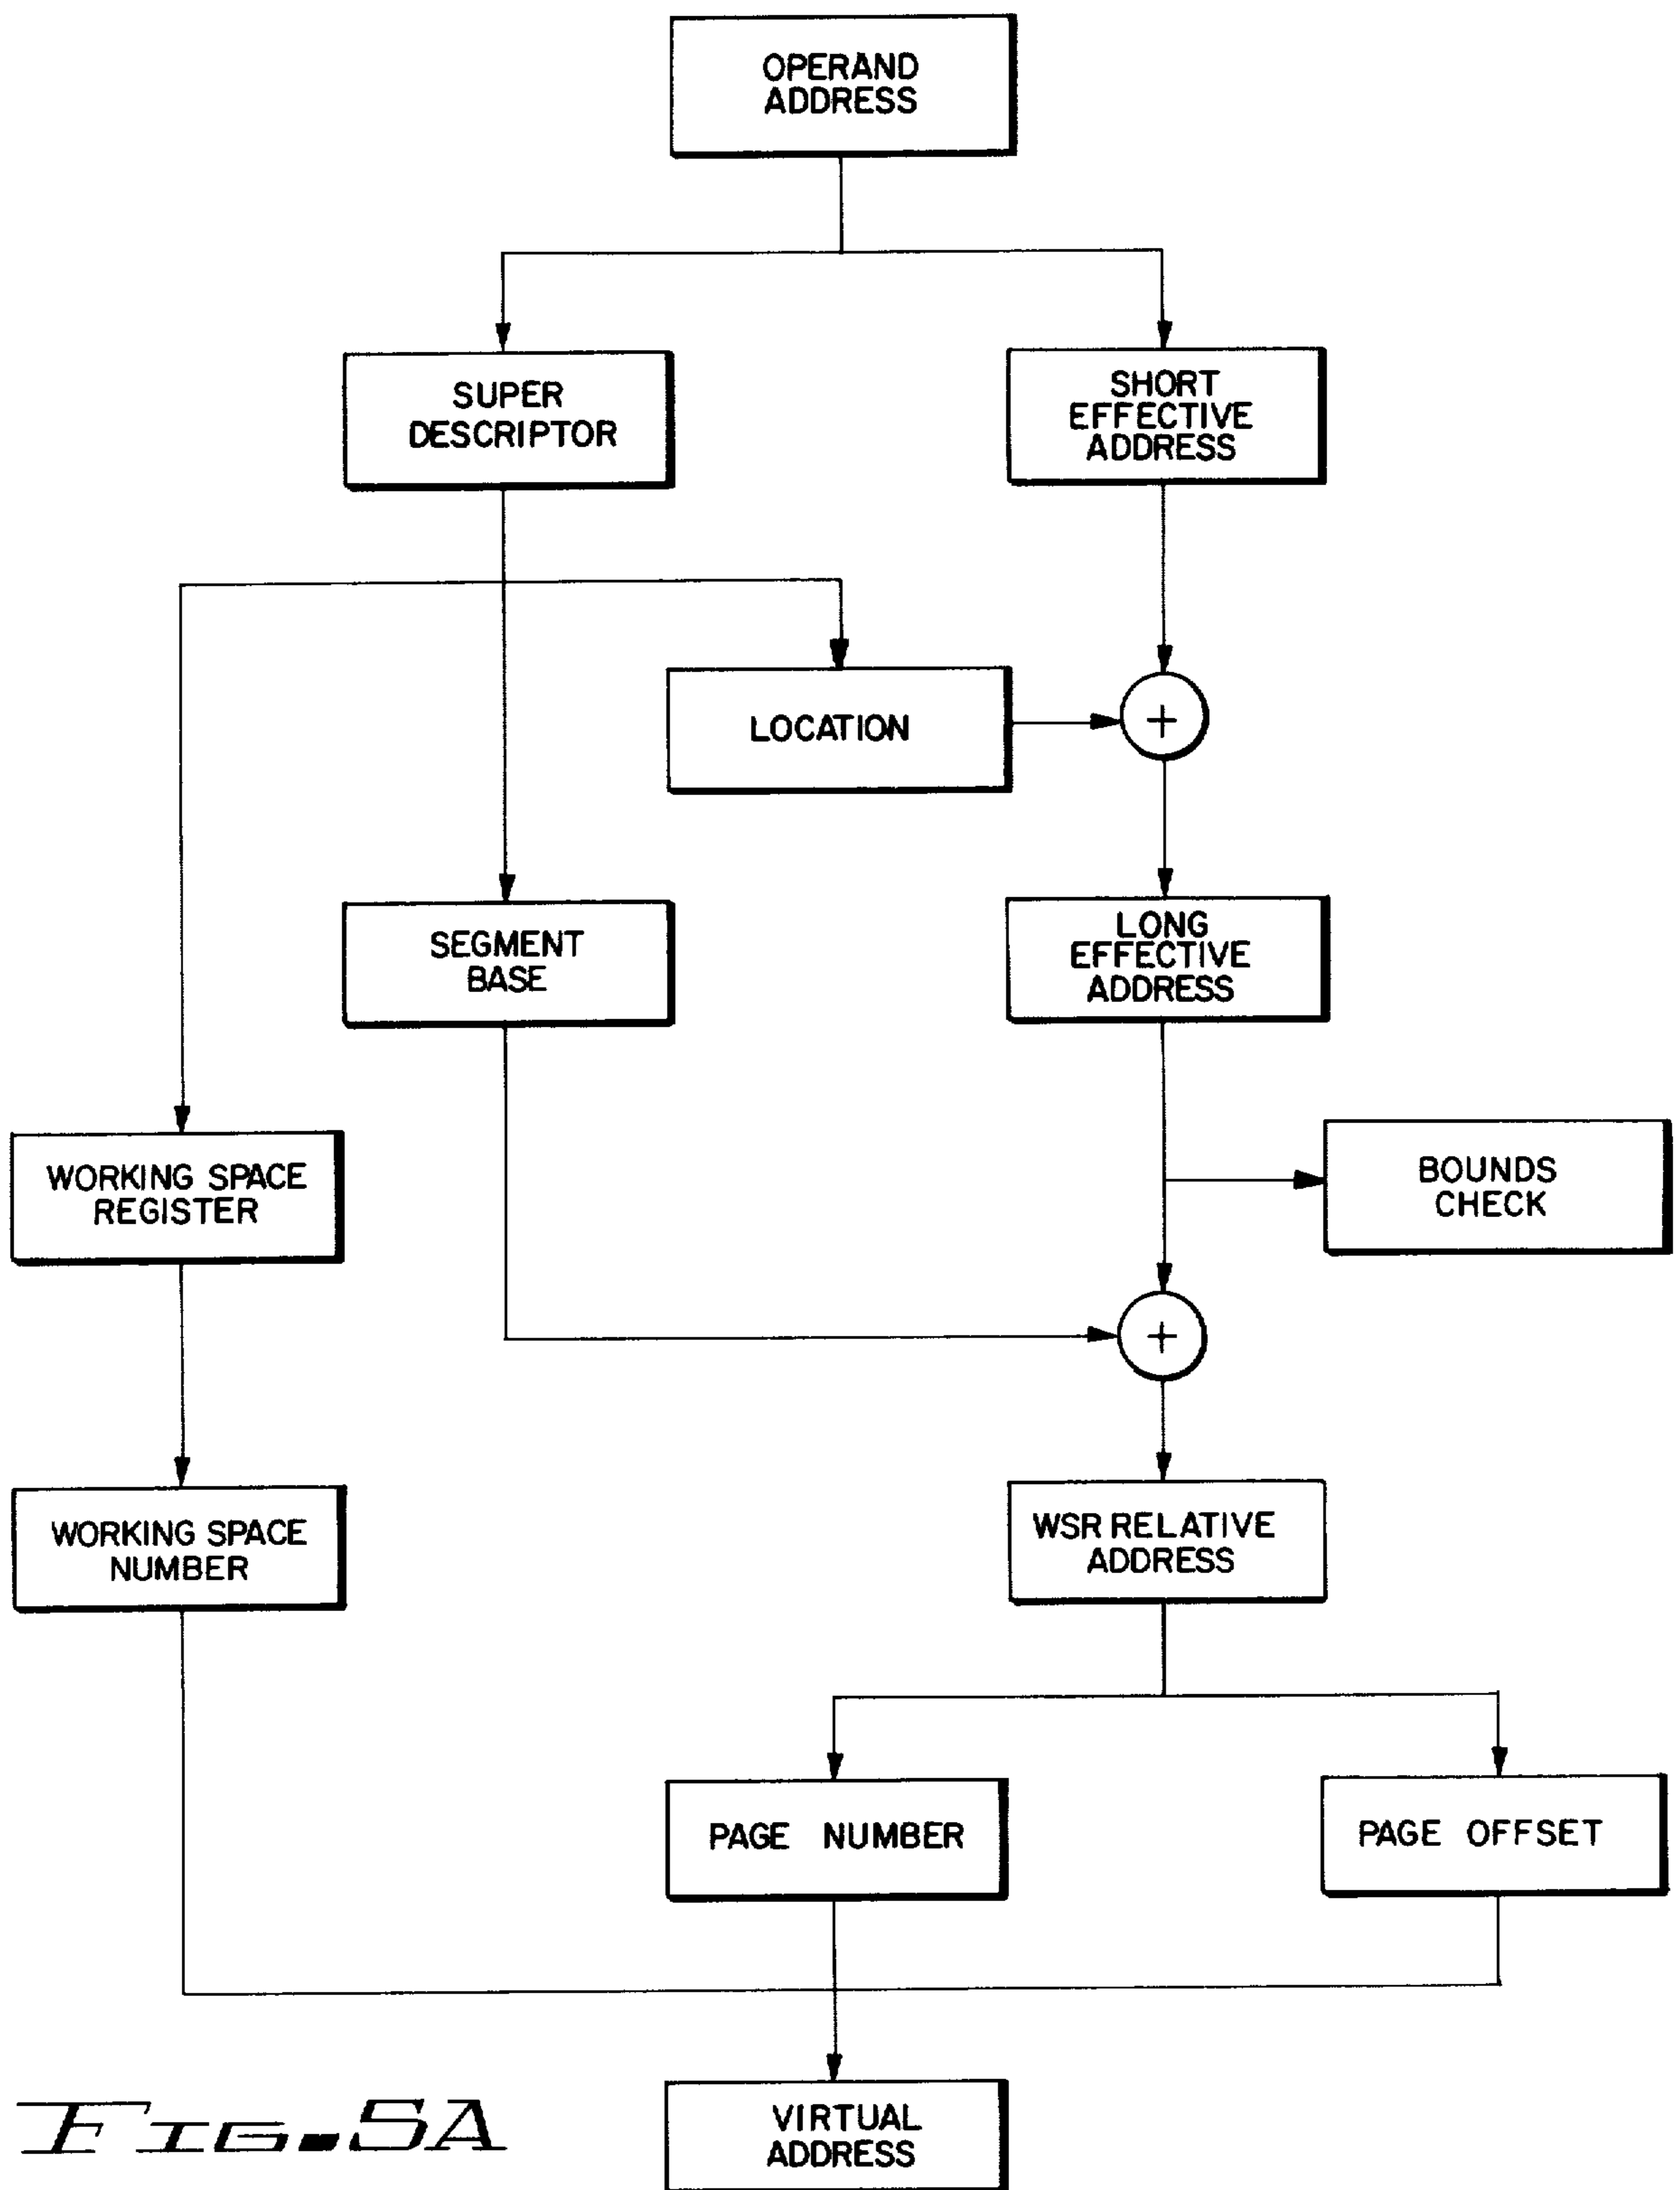 OPERAND
ADDRESS
SUPER
DESCRIPTOR
SHORT
EFFECTIVE
ADDRESS
LOCATION
+
SEGMENT
BASE
LONG
EFFECTIVE
ADDRESS
WORKING SPACE
REGISTER
BOUNDS
CHECK
+
WORKING SPACE
NUMBER
WSR RELATIVE
ADDRESS
PAGE NUMBER
PAGE OFFSET
VIRTUAL
ADDRESS
FIG. 5A